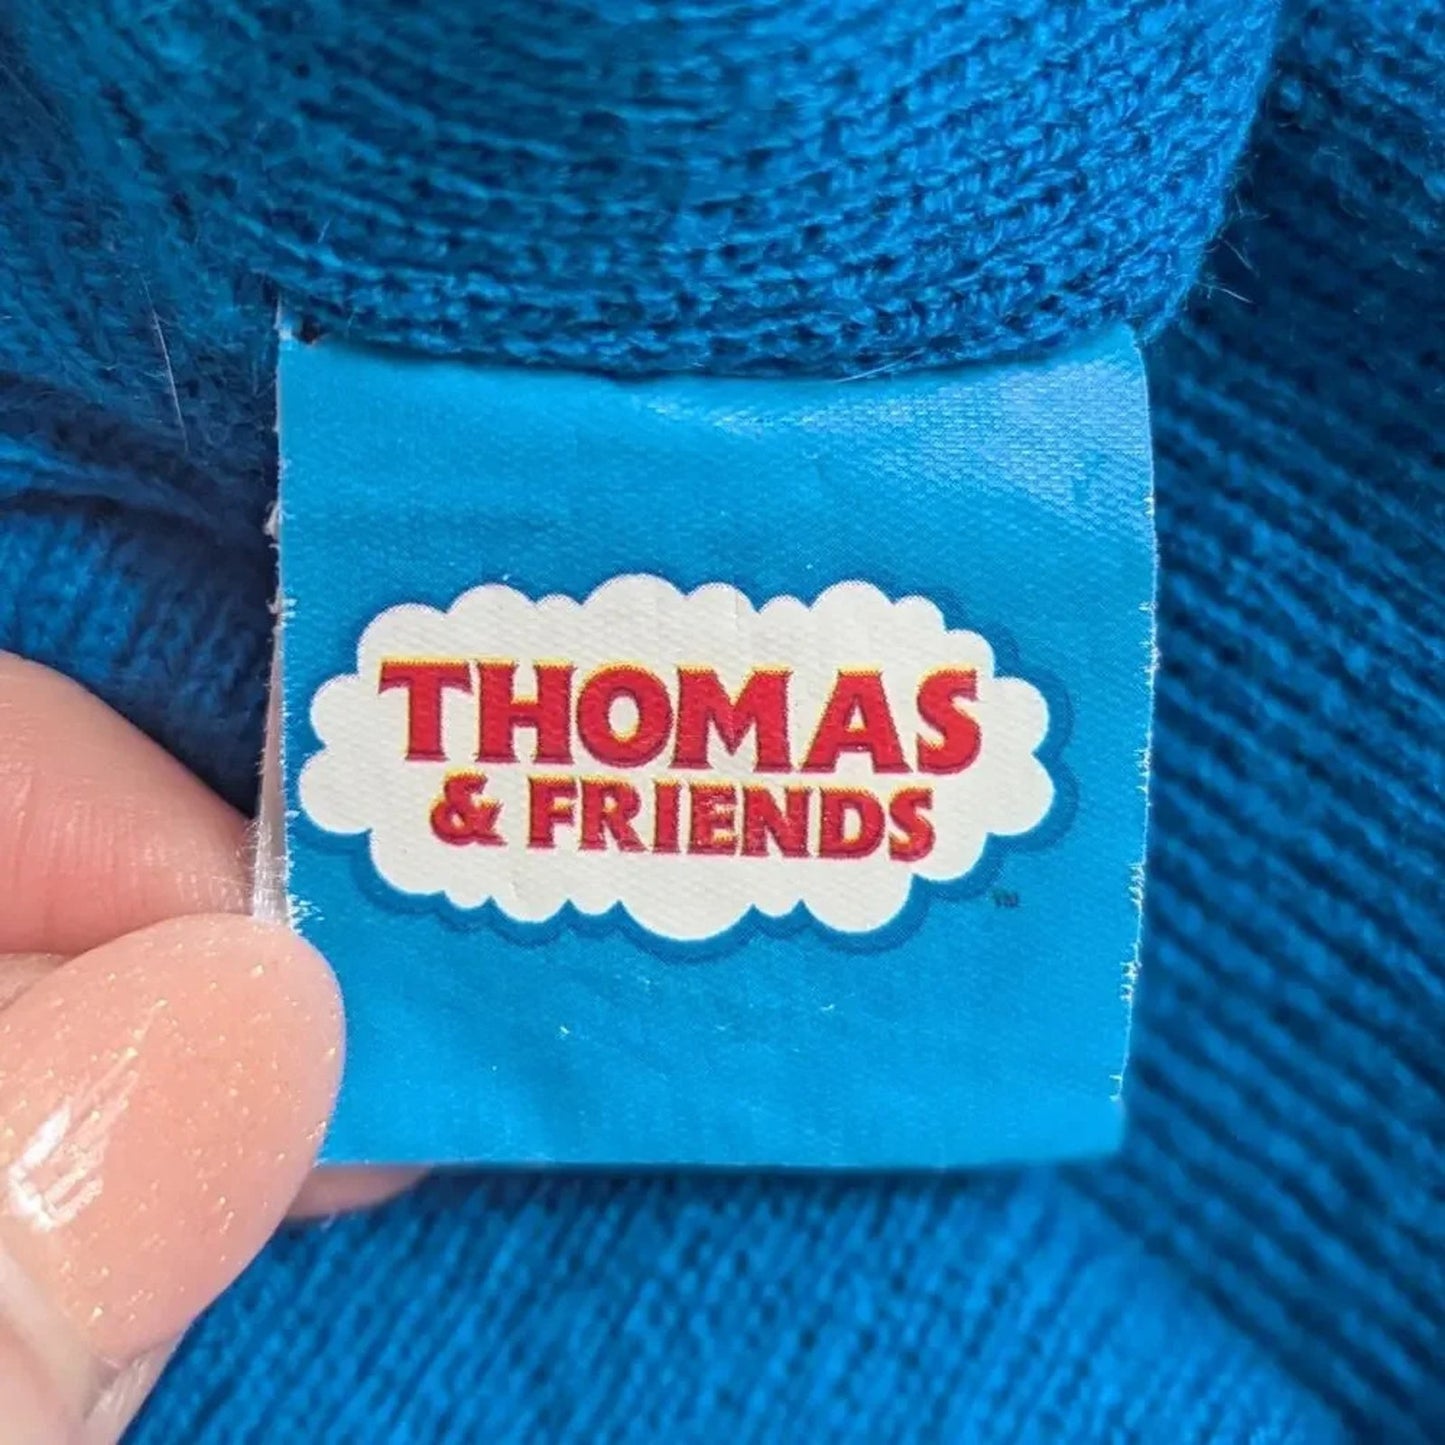 THOMAS
& FRIENDS
™